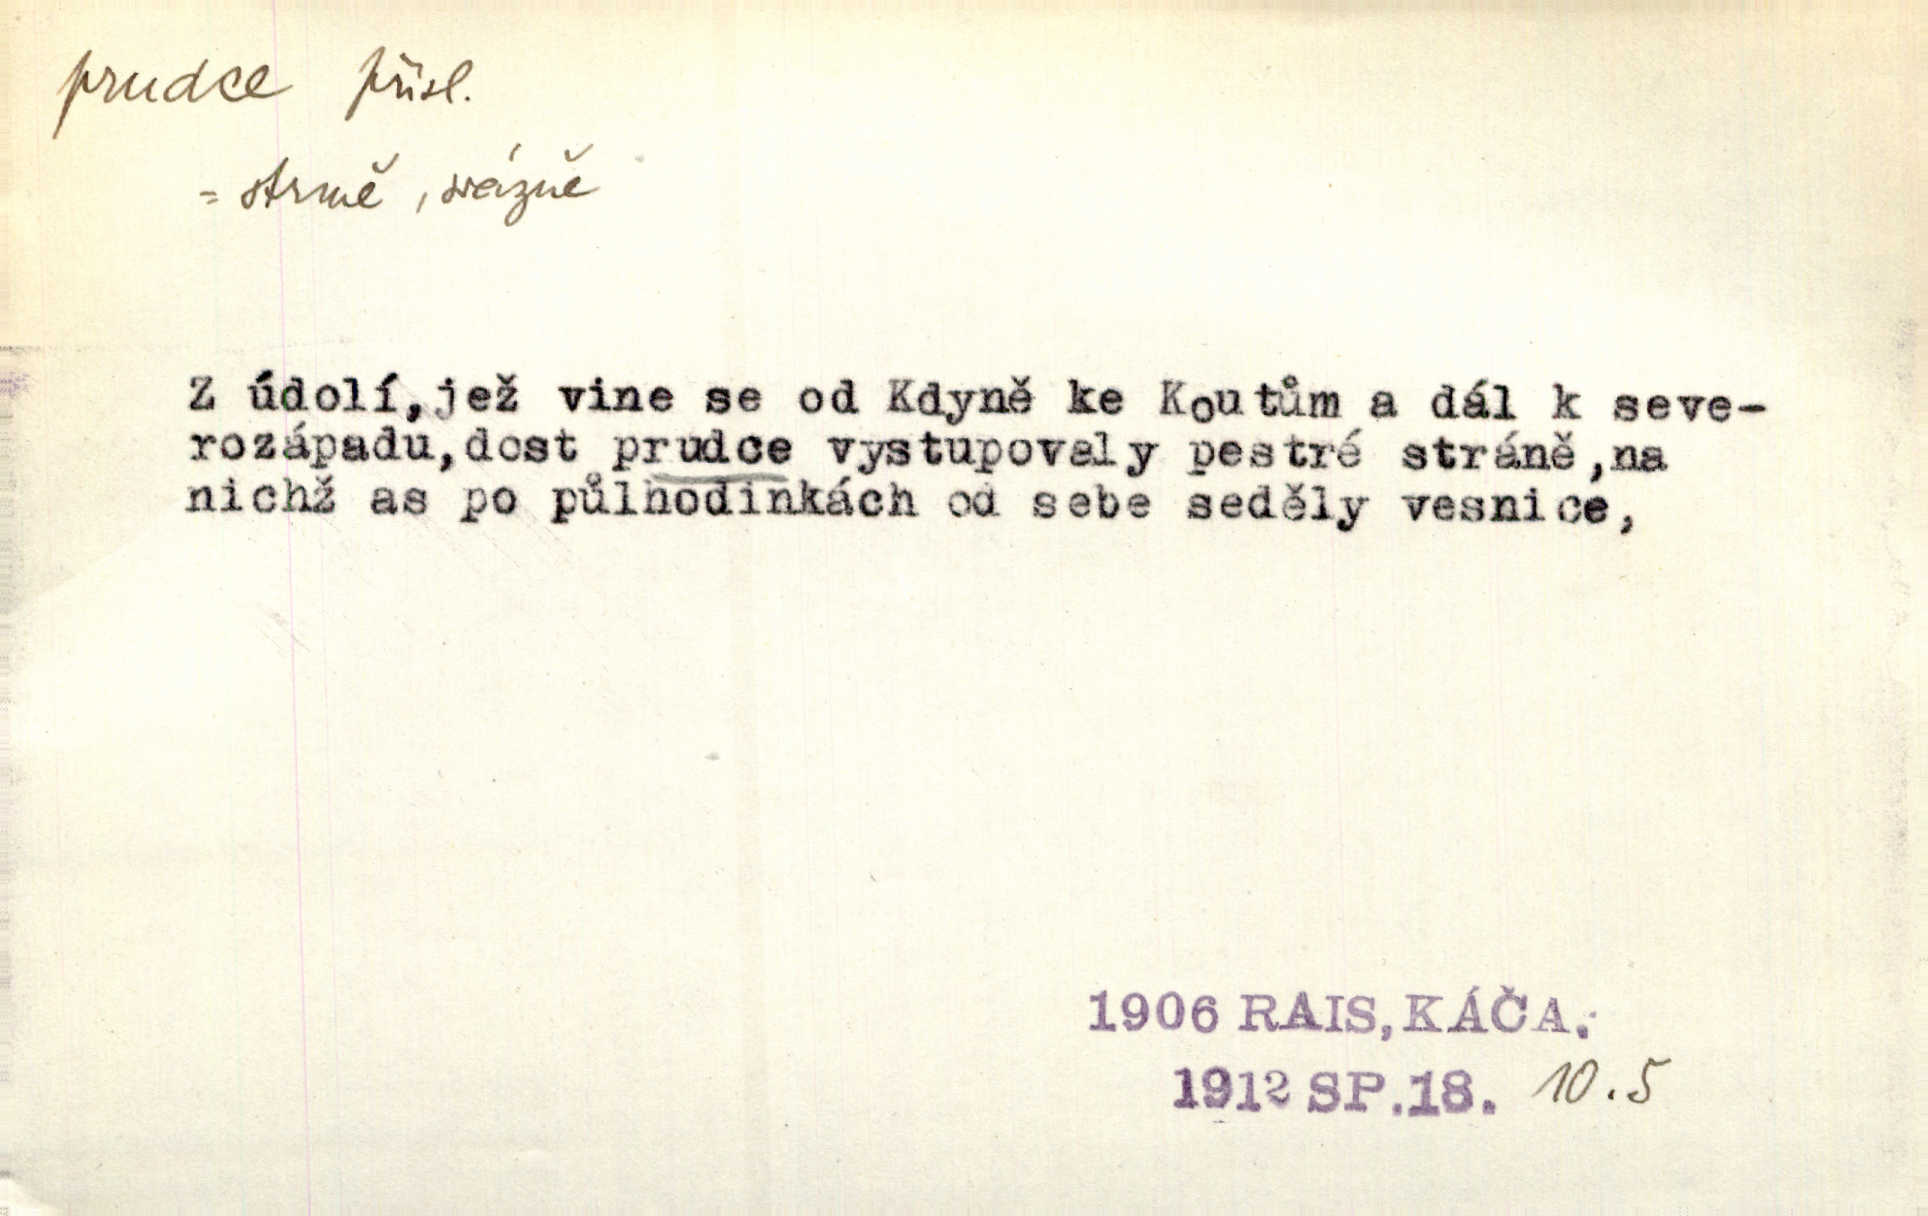 prudce přísl.
= strmě, srázně
Z údolí, jež vine se od Kdyně ke Koutům a dál k seve-
rozápadu, dost prudce vystupovaly pestré stráně, na
nichž as po půlhodinkách od sebe seděly vesnice,
1906 RAIS, KÁČA.
1912 SP.18. 10.5